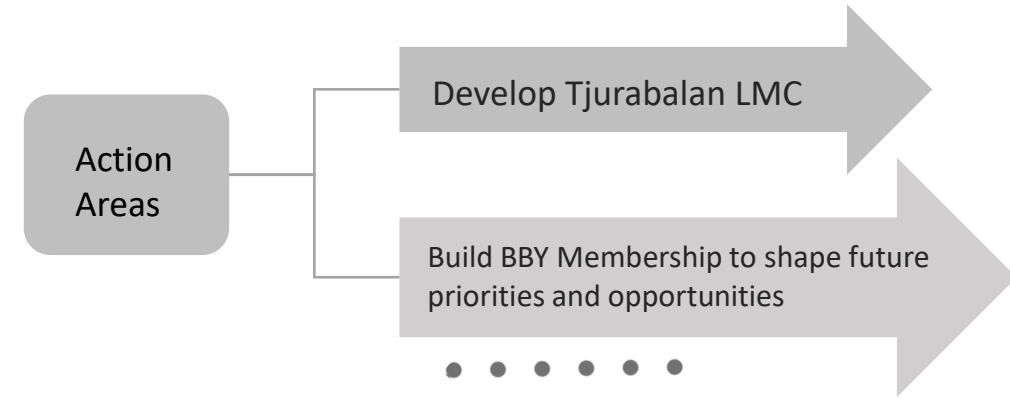 Action
Areas
Develop Tjurabalan LMC
Build BBY Membership to shape future
priorities and opportunities